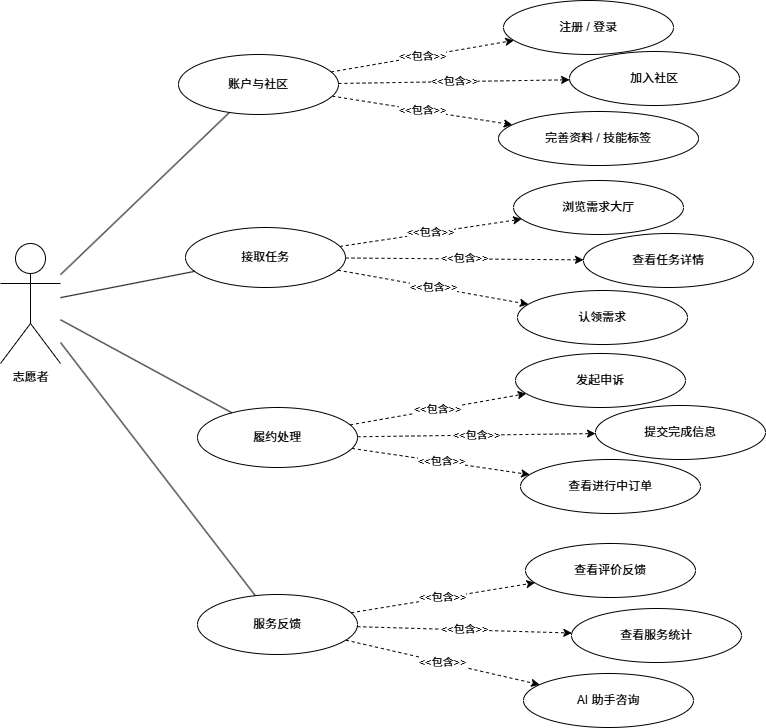 注册 / 登录
<<包含>>
账户与社区
<<包含>>
加入社区
<<包含>>
完善资料 / 技能标签
浏览需求大厅
<<包含>>
接取任务
<<包含>>
查看任务详情
<<包含>>
认领需求
志愿者
发起申诉
<<包含>>
履约处理
<<包含>>
提交完成信息
<<包含>>
查看进行中订单
查看评价反馈
<<包含>>
服务反馈
<<包含>>
查看服务统计
<<包含>>
AI 助手咨询